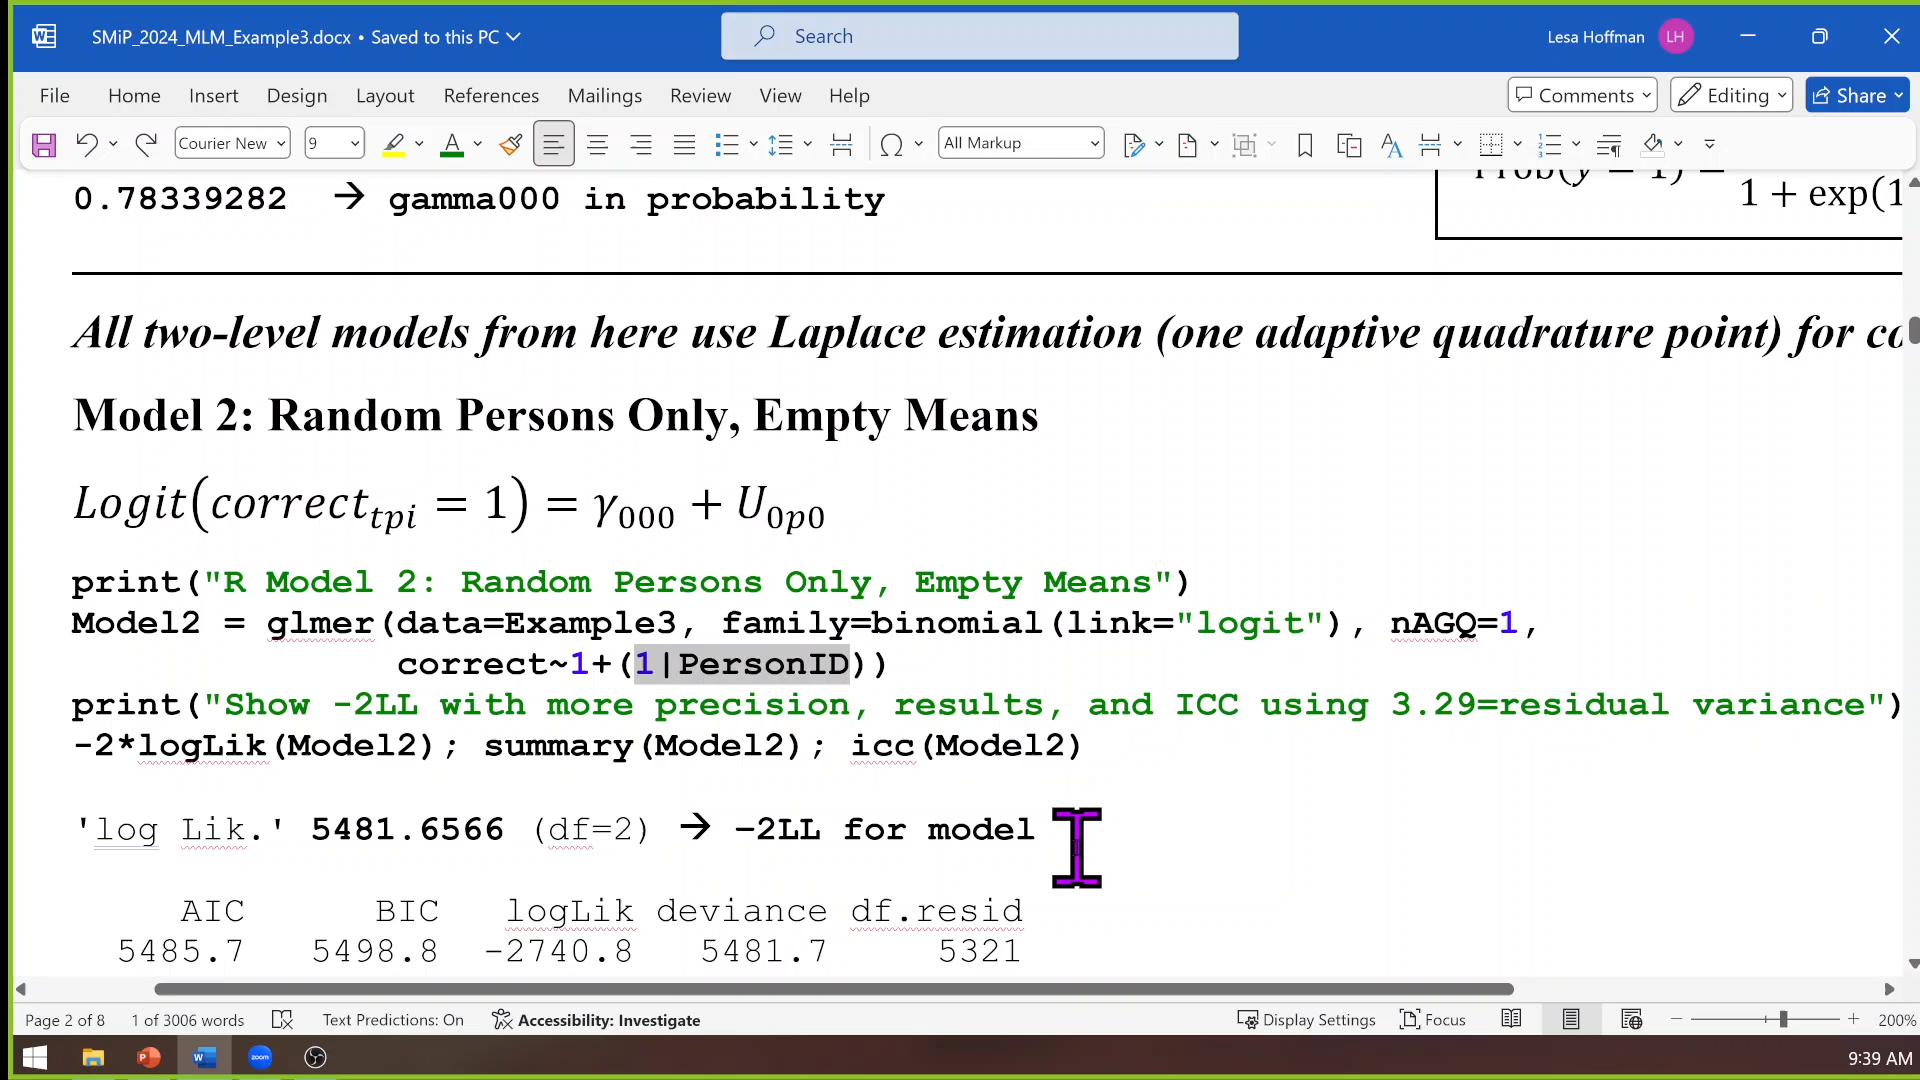 SMiP_2024_MLM_Example3.docx • Saved to this PC
Search
Lesa Hoffman LH
File Home Insert Design Layout References Mailings Review View Help
Comments Editing Share
Courier New 9 All Markup
0.78339282 → gamma000 in probability
1 + exp(1
All two-level models from here use Laplace estimation (one adaptive quadrature point) for co
Model 2: Random Persons Only, Empty Means
Logit(correct_tpi = 1) = γ_000 + U_0p0
print("R Model 2: Random Persons Only, Empty Means")
Model2 = glmer(data=Example3, family=binomial(link="logit"), nAGQ=1,
correct~1+(1|PersonID))
print("Show -2LL with more precision, results, and ICC using 3.29=residual variance")
-2*logLik(Model2); summary(Model2); icc(Model2)
'log Lik.' 5481.6566 (df=2) → -2LL for model
AIC BIC logLik deviance df.resid
5485.7 5498.8 -2740.8 5481.7 5321
Page 2 of 8 1 of 3006 words Text Predictions: On Accessibility: Investigate
Display Settings Focus 200%
zoom
9:39 AM